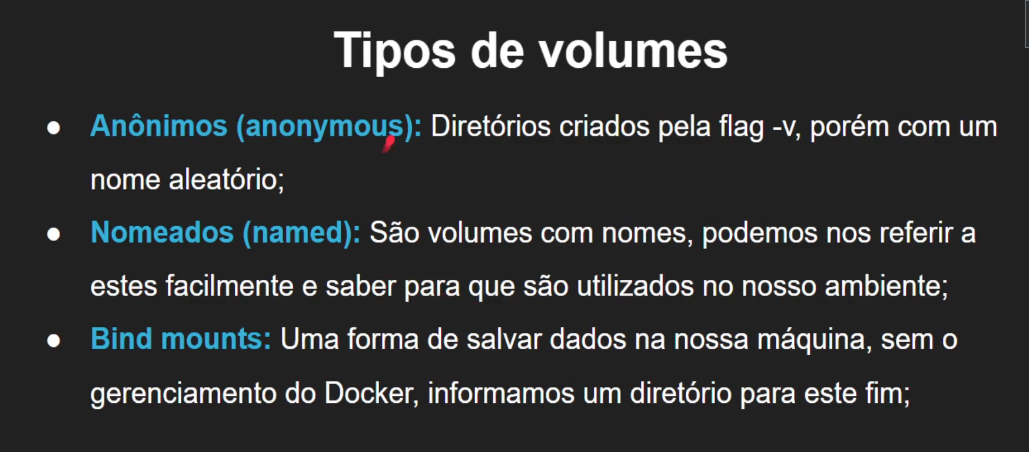 Tipos de volumes
● Anônimos (anonymous): Diretórios criados pela flag -v, porém com um
nome aleatório;
● Nomeados (named): São volumes com nomes, podemos nos referir a
estes facilmente e saber para que são utilizados no nosso ambiente;
● Bind mounts: Uma forma de salvar dados na nossa máquina, sem o
gerenciamento do Docker, informamos um diretório para este fim;